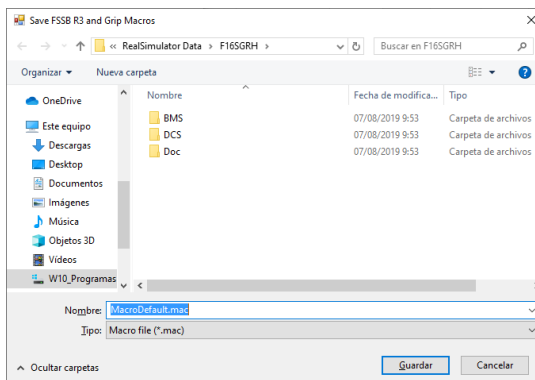 Save FSSB R3 and Grip Macros
« RealSimulator Data > F16SGRH >
Buscar en F16SGRH
Organizar
Nueva carpeta
Nombre
Fecha de modifica...
Tipo
OneDrive
Este equipo
Descargas
Desktop
Documentos
Imágenes
Música
Objetos 3D
Vídeos
W10_Programas
BMS 07/08/2019 9:53 Carpeta de archivos
DCS 07/08/2019 9:53 Carpeta de archivos
Doc 07/08/2019 9:53 Carpeta de archivos
Nombre: MacroDefault.mac
Tipo: Macro file (*.mac)
Ocultar carpetas
Guardar
Cancelar